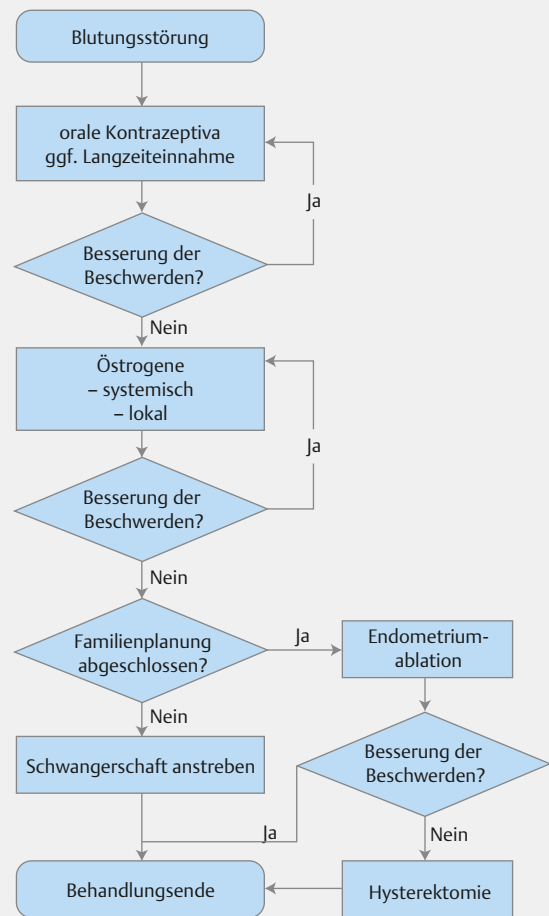 Blutungsstörung
orale Kontrazeptiva
ggf. Langzeiteinnahme
Ja
Besserung der
Beschwerden?
Nein
Östrogene
– systemisch
– lokal
Ja
Besserung der
Beschwerden?
Nein
Familienplanung
abgeschlossen?
Ja
Endometrium-
ablation
Nein
Schwangerschaft anstreben
Besserung der
Beschwerden?
Ja
Nein
Behandlungsende
Hysterektomie